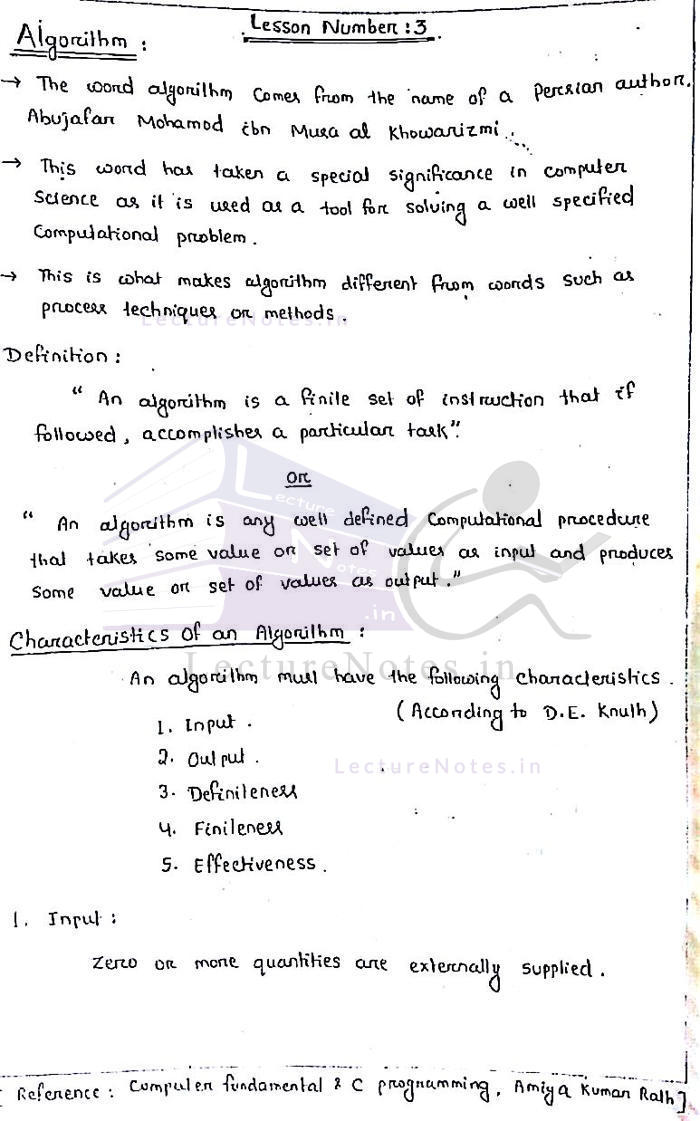 Lesson Number : 3
Algorithm :
→ The word algorithm comes from the name of a Persian author,
Abujafar Mohamod ibn Musa al Khowarizmi.
→ This word has taken a special significance in computer
Science as it is used as a tool for solving a well specified
Computational problem.
→ This is what makes algorithm different from words such as
process techniques or methods.
LectureNotes.in
Definition :
" An algorithm is a finite set of instruction that if
followed, accomplishes a particular task".
or
" An algorithm is any well defined Computational procedure
that takes some value or set of values as input and produces
some value or set of values as output."
Lecture
Notes
.in
Characteristics of an Algorithm :
LectureNotes.in
An algorithm must have the following characteristics.
(According to D.E. Knuth)
1. Input.
2. Output.
LectureNotes.in
3. Definiteness
4. Finiteness
5. Effectiveness.
1. Input :
Zero or more quantities are externally supplied.
[Reference : Computer fundamental & C programming, Amiya Kumar Rath]